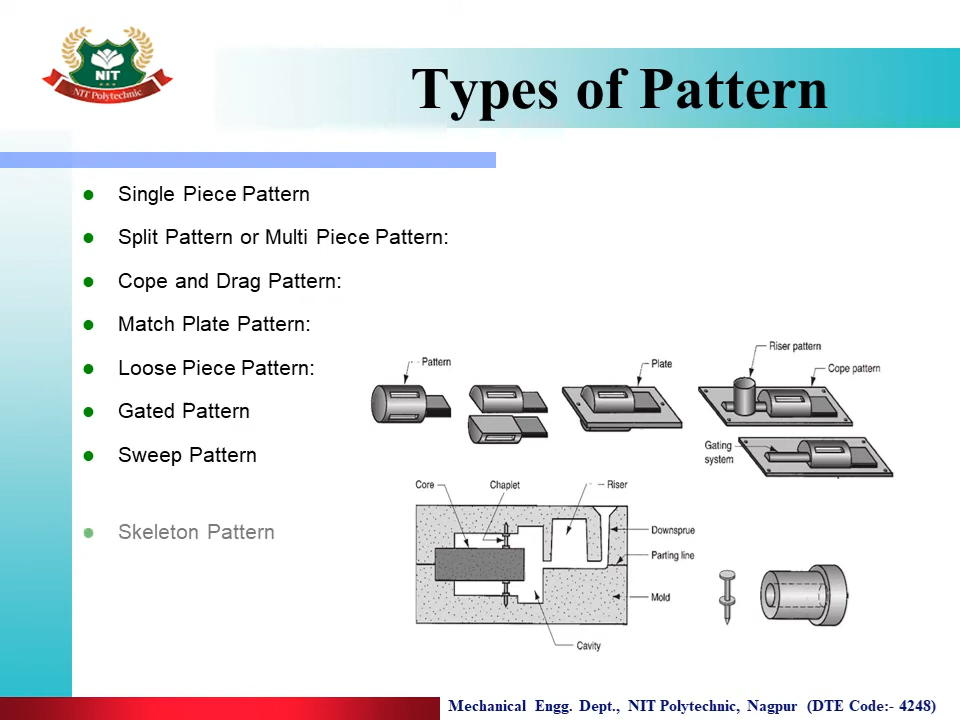 NIT
NIT Polytechnic
Types of Pattern
Single Piece Pattern
Split Pattern or Multi Piece Pattern:
Cope and Drag Pattern:
Match Plate Pattern:
Loose Piece Pattern:
Gated Pattern
Sweep Pattern
Skeleton Pattern
Pattern
Plate
Riser pattern
Cope pattern
Gating
system
Core
Chaplet
Riser
Downsprue
Parting line
Mold
Cavity
Mechanical Engg. Dept., NIT Polytechnic, Nagpur (DTE Code:- 4248)